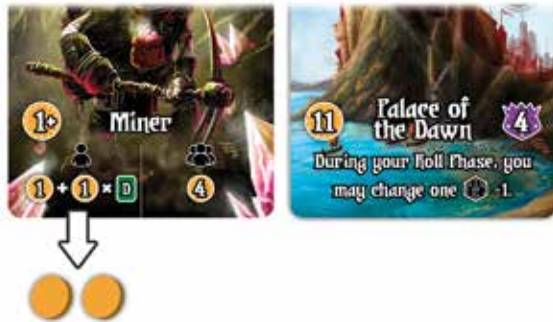 1+
Miner
1 + 1 × D
4
11
Palace of
the Dawn
4
During your Roll Phase, you
may change one -1.